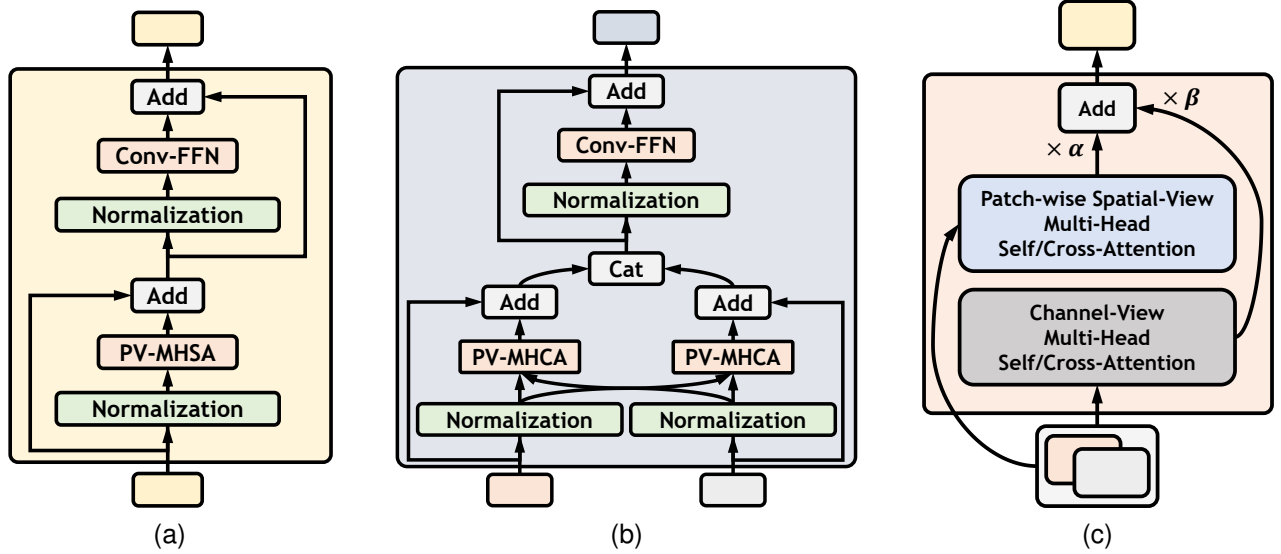 Add
Conv-FFN
Normalization
Add
PV-MHSA
Normalization
(a)
Add
Conv-FFN
Normalization
Cat
Add Add
PV-MHCA PV-MHCA
Normalization Normalization
(b)
Add
× β
× α
Patch-wise Spatial-View
Multi-Head
Self/Cross-Attention
Channel-View
Multi-Head
Self/Cross-Attention
(c)